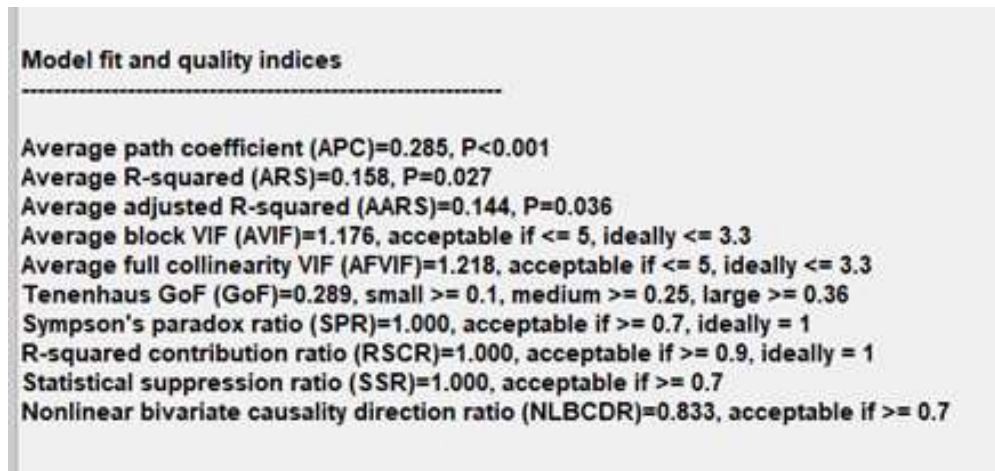 Model fit and quality indices
------------------------------------------------------------
Average path coefficient (APC)=0.285, P<0.001
Average R-squared (ARS)=0.158, P=0.027
Average adjusted R-squared (AARS)=0.144, P=0.036
Average block VIF (AVIF)=1.176, acceptable if <= 5, ideally <= 3.3
Average full collinearity VIF (AFVIF)=1.218, acceptable if <= 5, ideally <= 3.3
Tenenhaus GoF (GoF)=0.289, small >= 0.1, medium >= 0.25, large >= 0.36
Sympson's paradox ratio (SPR)=1.000, acceptable if >= 0.7, ideally = 1
R-squared contribution ratio (RSCR)=1.000, acceptable if >= 0.9, ideally = 1
Statistical suppression ratio (SSR)=1.000, acceptable if >= 0.7
Nonlinear bivariate causality direction ratio (NLBCDR)=0.833, acceptable if >= 0.7